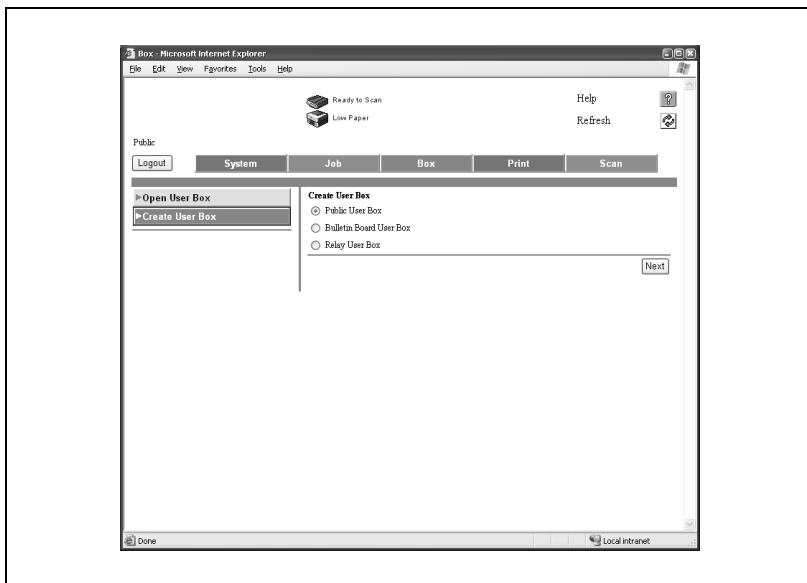 Box - Microsoft Internet Explorer
File Edit View Favorites Tools Help
Ready to Scan
Low Paper
Help
Refresh
Public
Logout System Job Box Print Scan
Open User Box
Create User Box
Create User Box
Public User Box
Bulletin Board User Box
Relay User Box
Next
Done
Local intranet